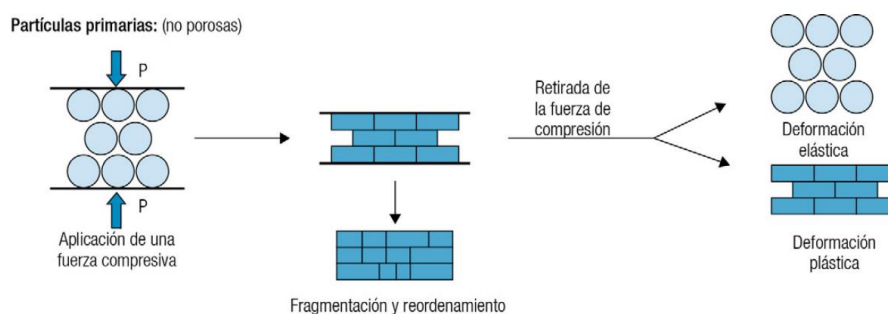 Partículas primarias: (no porosas)
P
P
Aplicación de una
fuerza compresiva
Fragmentación y reordenamiento
Retirada de
la fuerza de
compresión
Deformación
elástica
Deformación
plástica